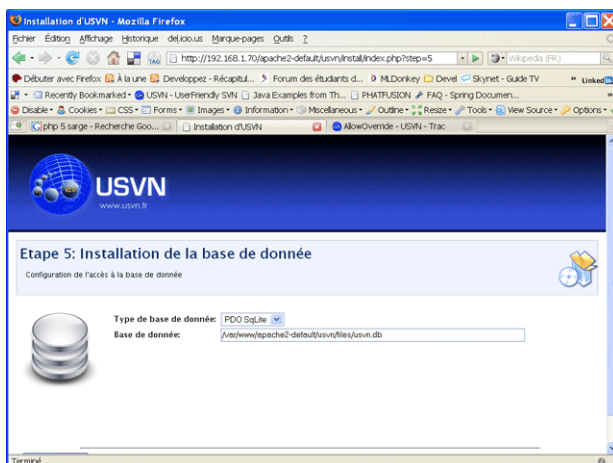 Installation d'USVN - Mozilla Firefox
Fichier Édition Affichage Historique del.icio.us Marque-pages Outils ?
TAG http://192.168.1.70/apache2-default/usvn/install/index.php?step=5 Wikipedia (FR)
Débuter avec Firefox À la une Developpez - Récapitul... Forum des étudiants d... MLDonkey Devel Skynet - Guide TV » Linked
Recently Bookmarked USVN - UserFriendly SVN Java Examples from Th... PHATFUSION FAQ - Spring Documen... »
Disable Cookies CSS Forms Images Information Miscellaneous Outline Resize Tools View Source Options
php 5 sarge - Recherche Goo... Installation d'USVN AllowOverride - USVN - Trac
USVN
www.usvn.fr
Etape 5: Installation de la base de donnée
Configuration de l'accès à la base de donnée
Type de base de donnée: PDO SqLite
Base de donnée: /var/www/apache2-default/usvn/files/usvn.db
Terminé